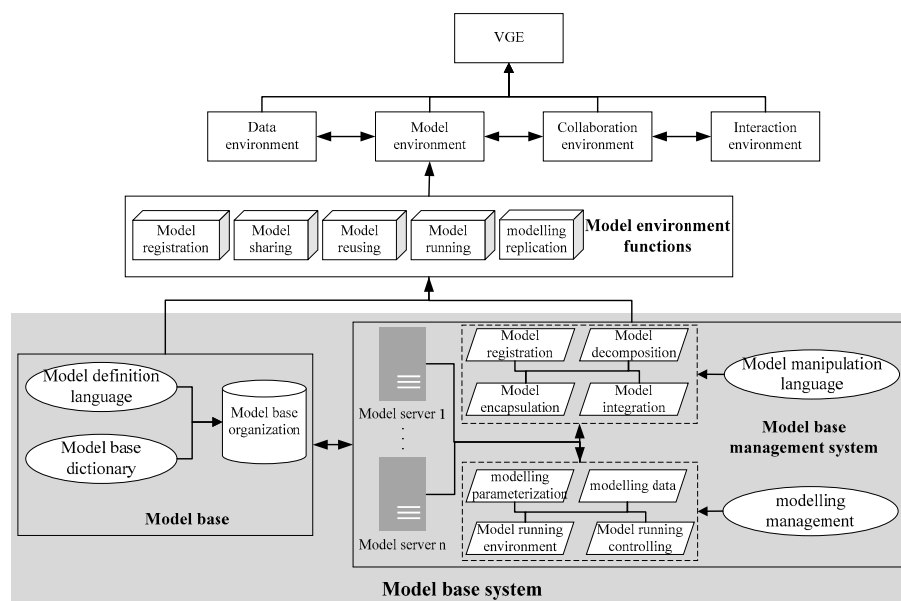 VGE
Data
environment
Model
environment
Collaboration
environment
Interaction
environment
Model
registration
Model
sharing
Model
reusing
Model
running
modelling
replication
Model environment
functions
Model definition
language
Model base
dictionary
Model base
organization
Model base
Model server 1
Model server n
Model
registration
Model
decomposition
Model
encapsulation
Model
integration
Model manipulation
language
Model base
management system
modelling
parameterization
modelling data
Model running
environment
Model running
controlling
modelling
management
Model base system